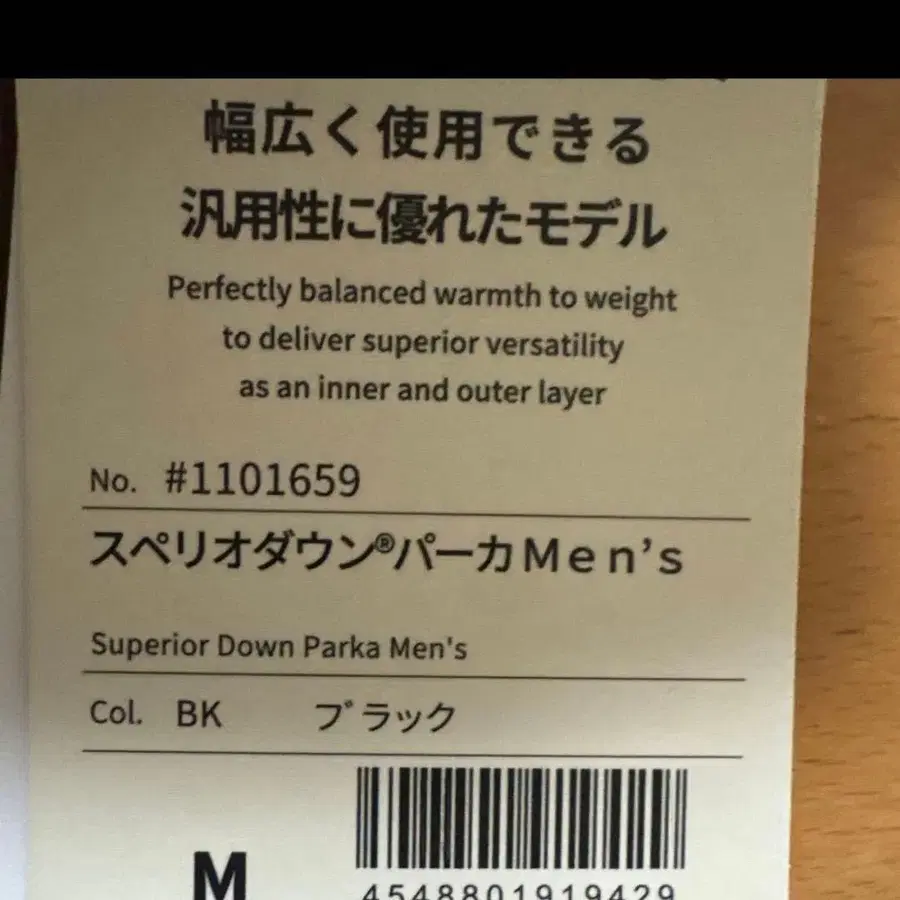 幅広く使用できる
汎用性に優れたモデル
Perfectly balanced warmth to weight
to deliver superior versatility
as an inner and outer layer
No. #1101659
スペリオダウン®パーカMen's
Superior Down Parka Men's
Col. BK ブラック
M
4548801919429